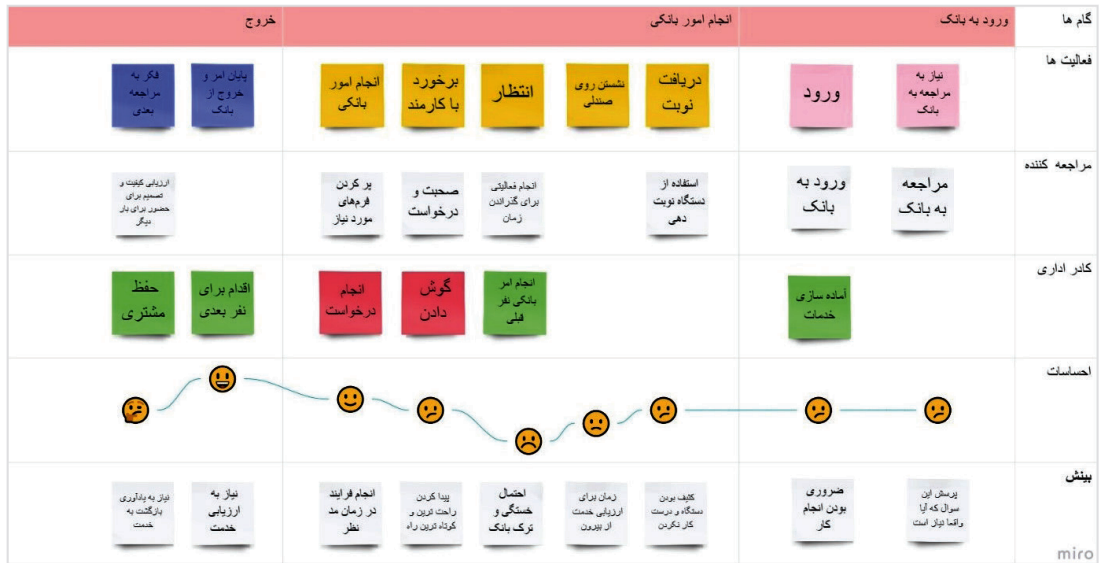 گام ها
ورود به بانک
انجام امور بانکی
خروج
فعالیت ها
نیاز به
مراجعه به
بانک
ورود
دریافت
نوبت
نشستن روی
صندلی
انتظار
برخورد
با کارمند
انجام امور
بانکی
پایان امر و
خروج از
بانک
فکر به
مراجعه
بعدی
مراجعه کننده
مراجعه
به بانک
ورود به
بانک
استفاده از
دستگاه نوبت
دهی
انجام فعالیتی
برای گذراندن
زمان
صحبت و
درخواست
پر کردن
فرم‌های
مورد نیاز
ارزیابی کیفیت و
تصمیم برای
حضور برای بار
دیگر
کادر اداری
آماده سازی
خدمات
انجام امر
بانکی نفر
قبلی
گوش
دادن
انجام
درخواست
اقدام برای
نفر بعدی
حفظ
مشتری
احساسات
بینش
پرسش این
سوال که آیا
واقعا نیاز است
ضروری
بودن انجام
کار
کثیف بودن
دستگاه و درست
کار نکردن
زمان برای
ارزیابی خدمت
از بیرون
احتمال
خستگی و
ترک بانک
پیدا کردن
راحت ترین و
کوتاه ترین راه
انجام فرایند
در زمان مد
نظر
نیاز به
ارزیابی
خدمت
نیاز به یادآوری
بازگشت به
خدمت
miro